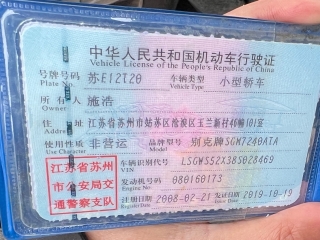 中华人民共和国机动车行驶证
Vehicle License of the People's Republic of China
号牌号码 苏E12T20 车辆类型 小型轿车
Plate No. Vehicle Type
所有人 施浩
Owner
住址 江苏省苏州市姑苏区沧浪区玉兰新村46幢101室
Address
使用性质 非营运 品牌型号 别克牌SGM7240ATA
Use Character Model
江苏省苏州市公安局交通警察支队
车辆识别代号 LSGWS52X38S028469
VIN
发动机号码 080160173
Engine No.
注册日期 2008-02-21 发证日期 2019-10-19
Register Date Issue Date